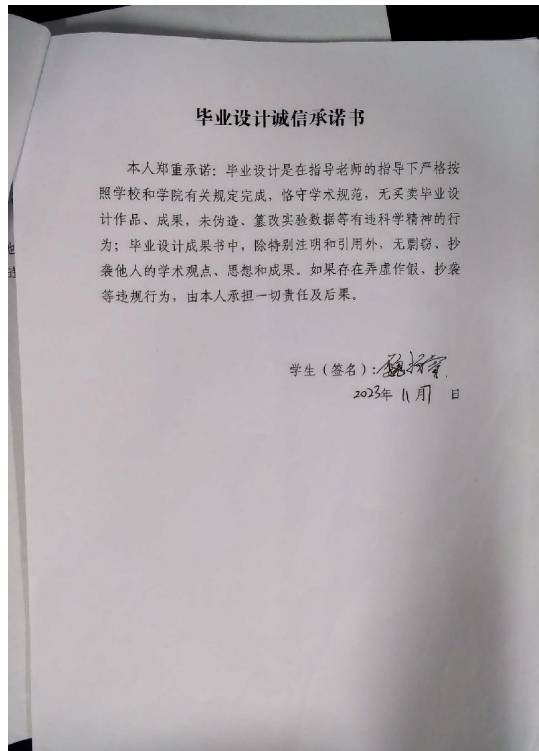 毕业设计诚信承诺书
本人郑重承诺：毕业设计是在指导老师的指导下严格按
照学校和学院有关规定完成，恪守学术规范，无买卖毕业设
计作品、成果，未伪造、篡改实验数据等有违科学精神的行
为；毕业设计成果书中，除特别注明和引用外，无剽窃、抄
袭他人的学术观点、思想和成果。如果存在弄虚作假、抄袭
等违规行为，由本人承担一切责任及后果。
学生（签名）：魏
2023年 11月 日